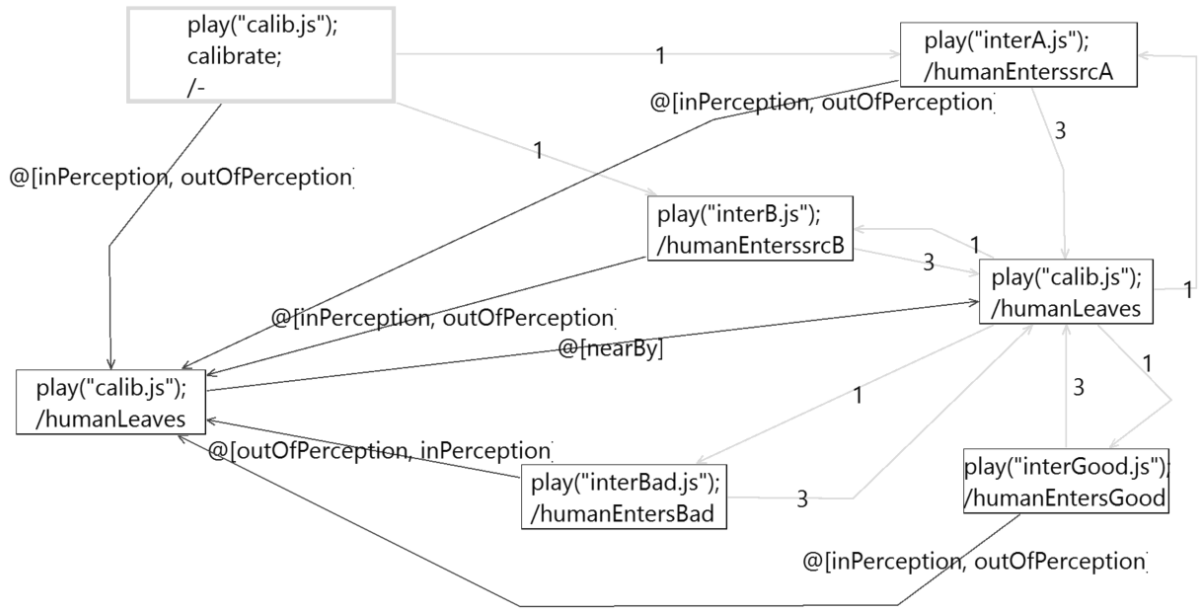 play("calib.js");
calibrate;
/-
1
play("interA.js");
/humanEnterssrcA
@[inPerception, outOfPerception]
3
1
@[inPerception, outOfPerception]
play("interB.js");
/humanEnterssrcB
1
3
play("calib.js");
/humanLeaves
1
@[inPerception, outOfPerception]
@[nearBy]
play("calib.js");
/humanLeaves
1
3
1
@[outOfPerception, inPerception]
play("interBad.js");
/humanEntersBad
3
play("interGood.js");
/humanEntersGood
@[inPerception, outOfPerception]